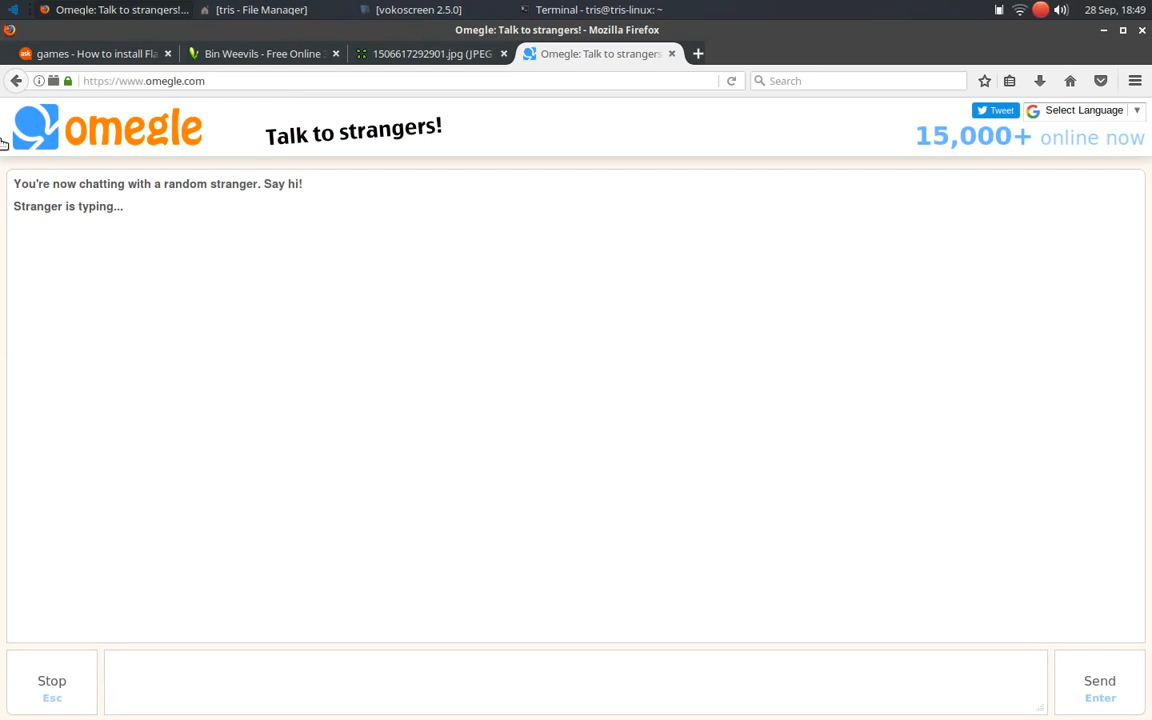 Omegle: Talk to strangers!...
[tris - File Manager]
[vokoscreen 2.5.0]
Terminal - tris@tris-linux: ~
28 Sep, 18:49
Omegle: Talk to strangers! - Mozilla Firefox
ask
games - How to install Fla
Bin Weevils - Free Online
1506617292901.jpg (JPEG
Omegle: Talk to strangers
https://www.omegle.com
Search
omegle
Talk to strangers!
Tweet
Select Language
15,000+ online now
You're now chatting with a random stranger. Say hi!
Stranger is typing...
Stop
Esc
Send
Enter